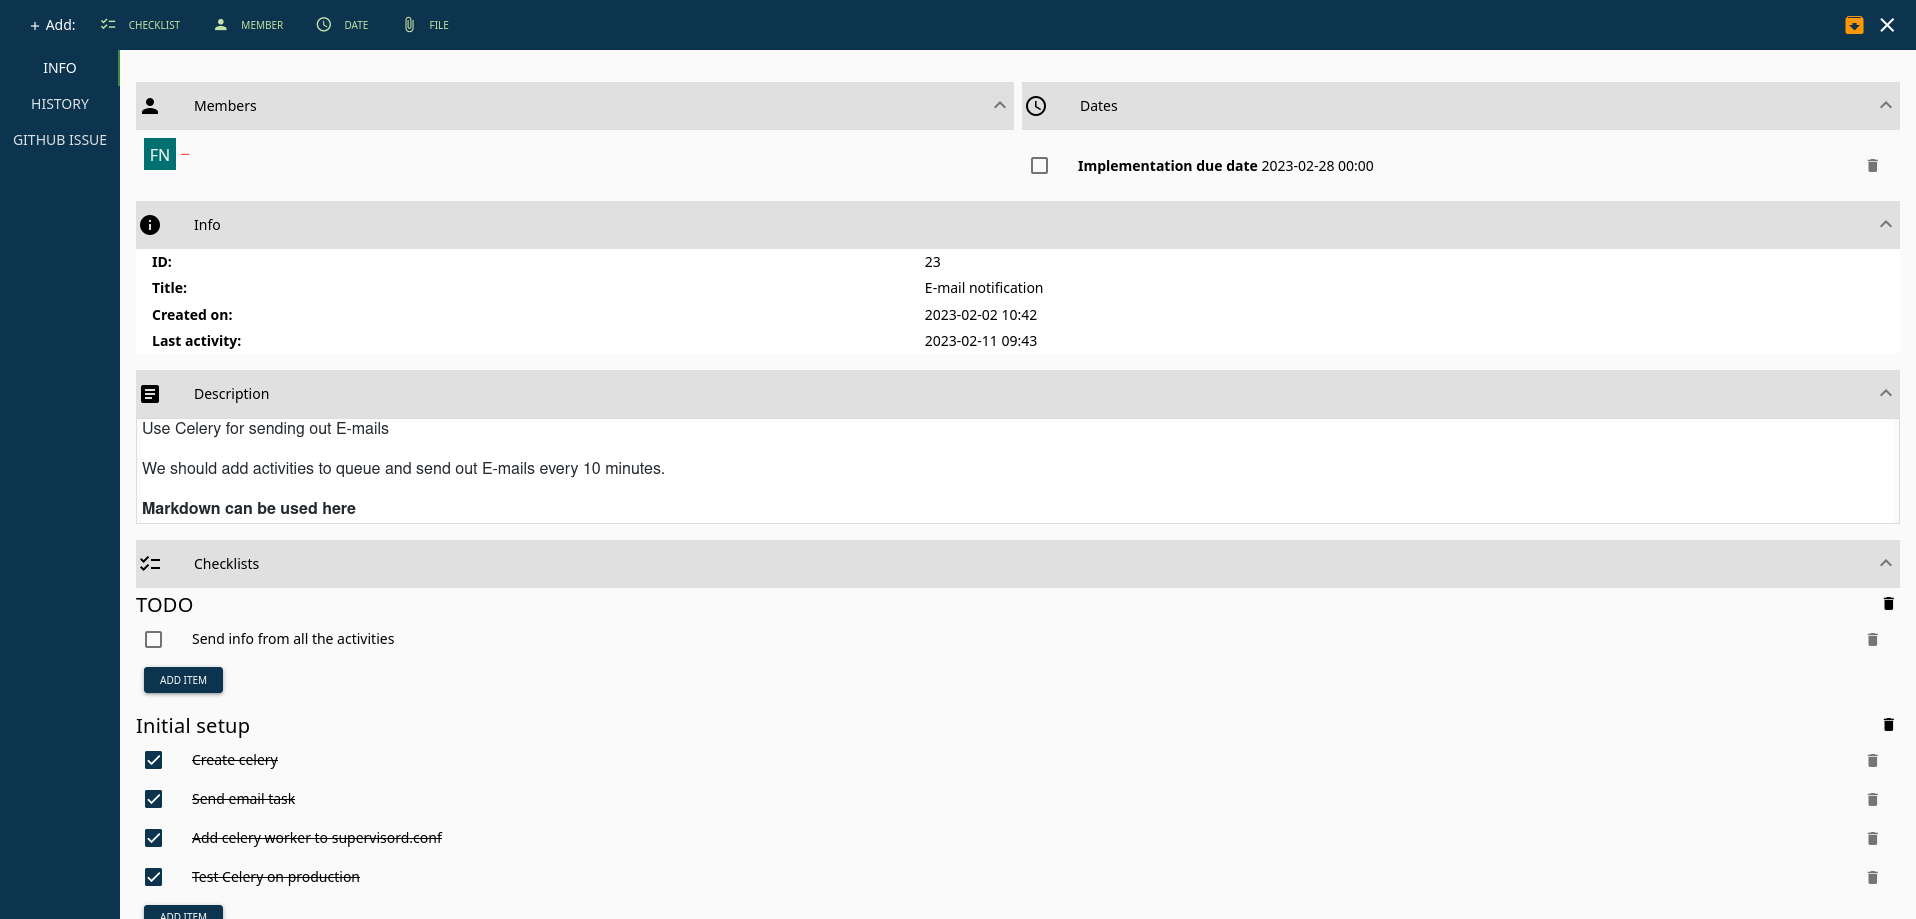 + Add: CHECKLIST MEMBER DATE FILE
INFO
HISTORY
GITHUB ISSUE
Members
FN
Dates
Implementation due date 2023-02-28 00:00
Info
ID: 23
Title: E-mail notification
Created on: 2023-02-02 10:42
Last activity: 2023-02-11 09:43
Description
Use Celery for sending out E-mails
We should add activities to queue and send out E-mails every 10 minutes.
Markdown can be used here
Checklists
TODO
Send info from all the activities
ADD ITEM
Initial setup
Create celery
Send email task
Add celery worker to supervisord.conf
Test Celery on production
ADD ITEM